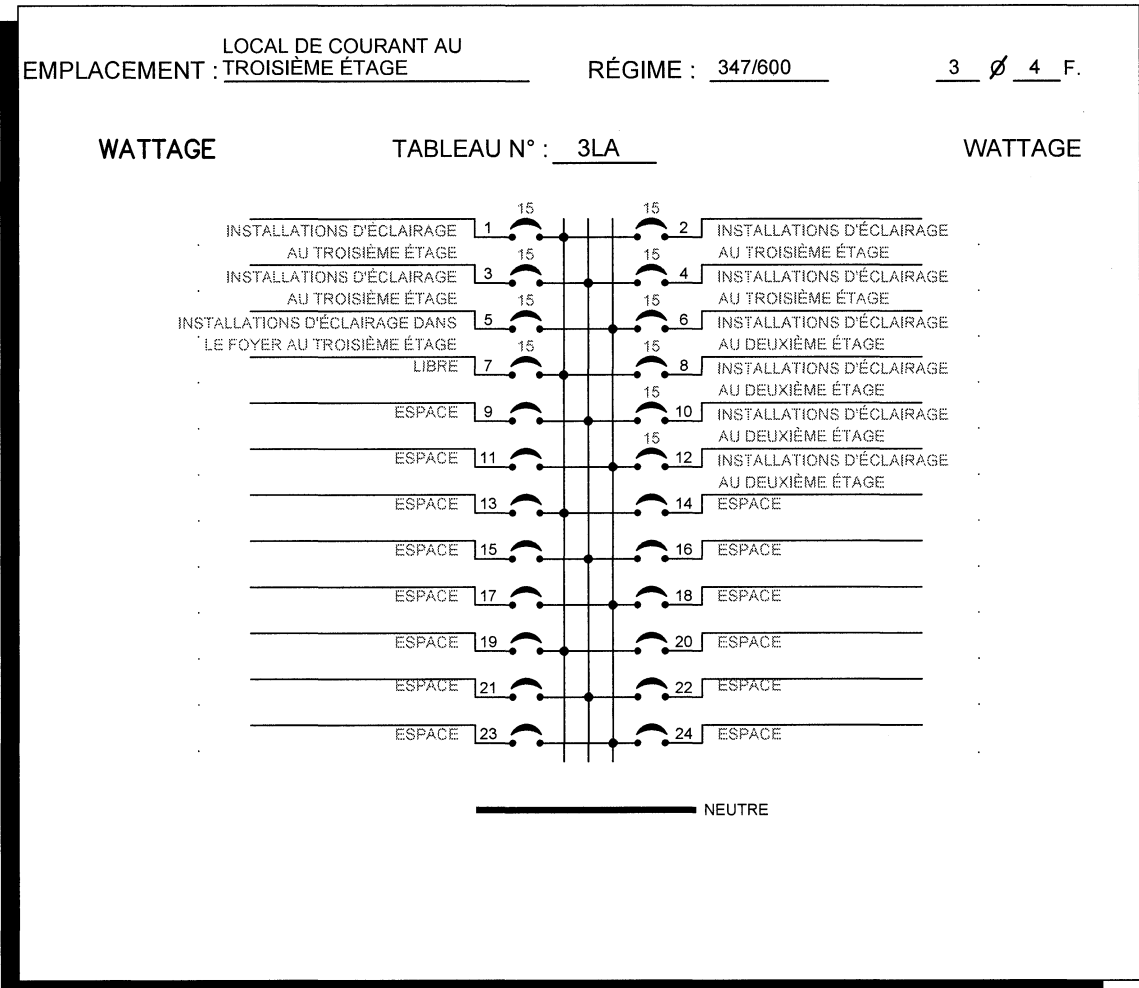 LOCAL DE COURANT AU
EMPLACEMENT : TROISIÈME ÉTAGE RÉGIME : 347/600 3 Ø 4 F.
WATTAGE TABLEAU N° : 3LA WATTAGE
15 15
INSTALLATIONS D'ÉCLAIRAGE 1 2 INSTALLATIONS D'ÉCLAIRAGE
AU TROISIÈME ÉTAGE 15 15 AU TROISIÈME ÉTAGE
INSTALLATIONS D'ÉCLAIRAGE 3 4 INSTALLATIONS D'ÉCLAIRAGE
AU TROISIÈME ÉTAGE 15 15 AU TROISIÈME ÉTAGE
INSTALLATIONS D'ÉCLAIRAGE DANS 5 6 INSTALLATIONS D'ÉCLAIRAGE
LE FOYER AU TROISIÈME ÉTAGE 15 15 AU DEUXIÈME ÉTAGE
LIBRE 7 8 INSTALLATIONS D'ÉCLAIRAGE
15 AU DEUXIÈME ÉTAGE
ESPACE 9 10 INSTALLATIONS D'ÉCLAIRAGE
15 AU DEUXIÈME ÉTAGE
ESPACE 11 12 INSTALLATIONS D'ÉCLAIRAGE
AU DEUXIÈME ÉTAGE
ESPACE 13 14 ESPACE
ESPACE 15 16 ESPACE
ESPACE 17 18 ESPACE
ESPACE 19 20 ESPACE
ESPACE 21 22 ESPACE
ESPACE 23 24 ESPACE
NEUTRE